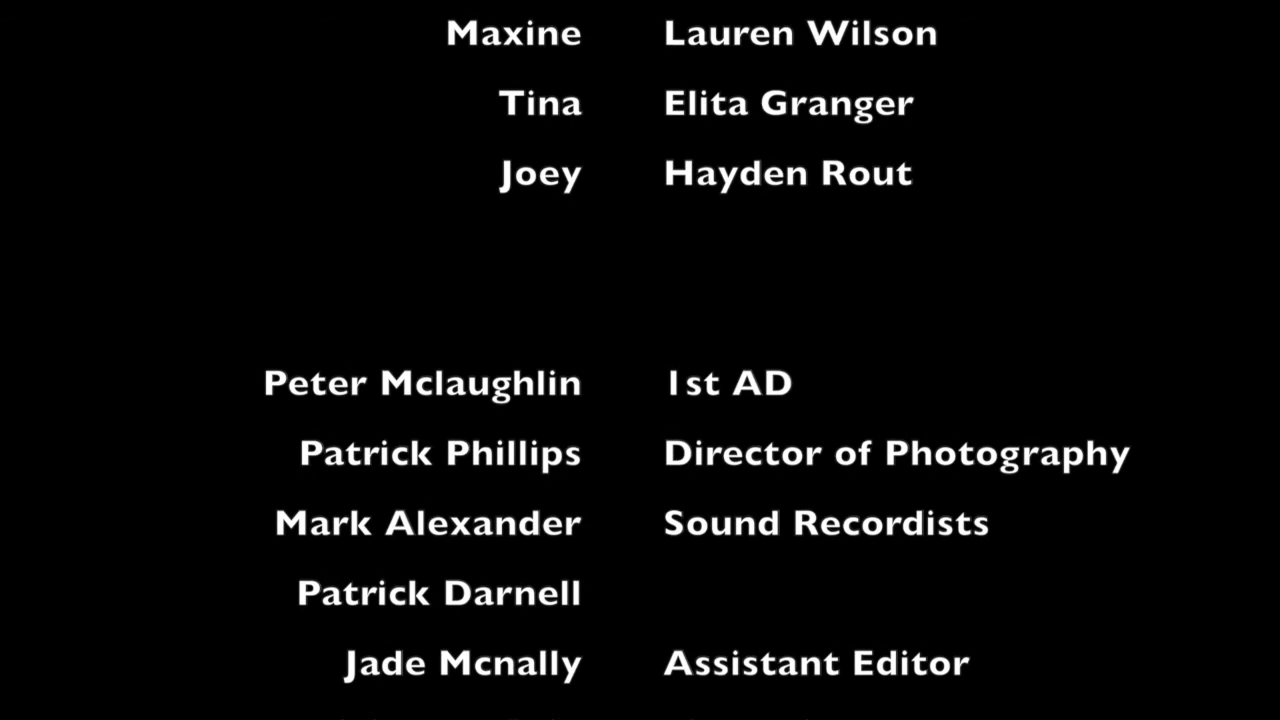 Maxine Lauren Wilson
Tina Elita Granger
Joey Hayden Rout
Peter Mclaughlin 1st AD
Patrick Phillips Director of Photography
Mark Alexander Sound Recordists
Patrick Darnell
Jade Mcnally Assistant Editor